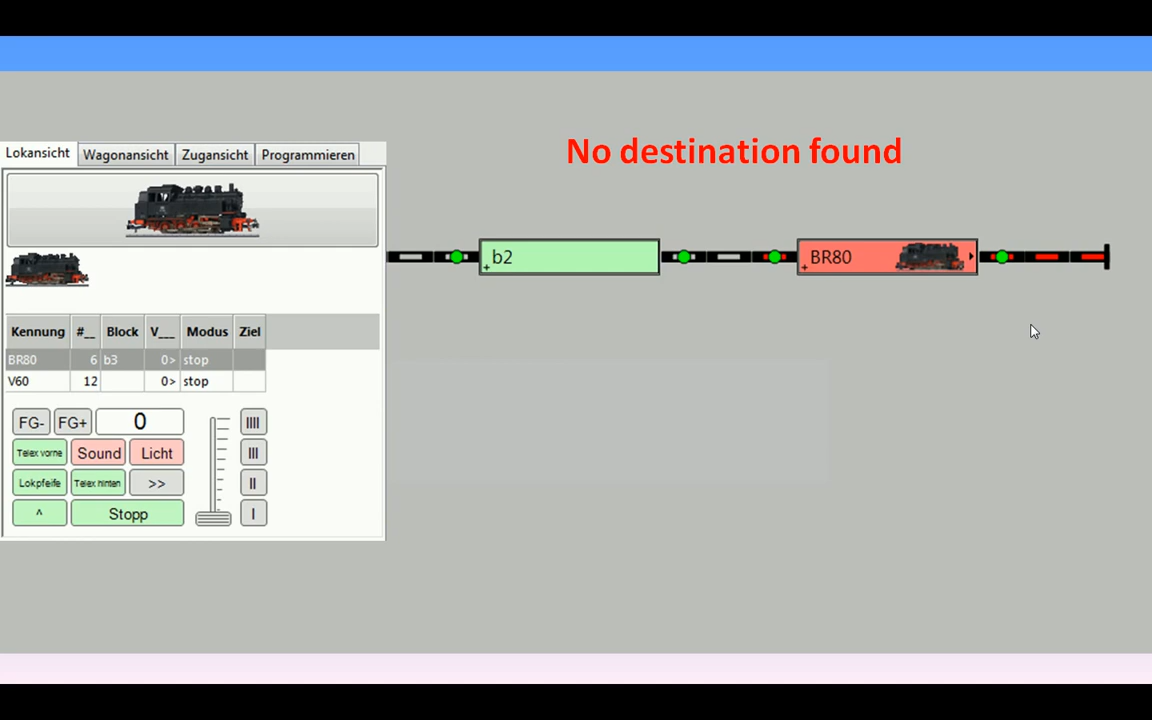 No destination found
Lokansicht Wagonansicht Zugansicht Programmieren
b2
BR80
Kennung #__ Block V___ Modus Ziel
BR80 6 b3 0> stop
V60 12 0> stop
FG- FG+ 0 IIII
Telex vorne Sound Licht III
Lokpfeife Telex hinten >> II
^ Stopp I